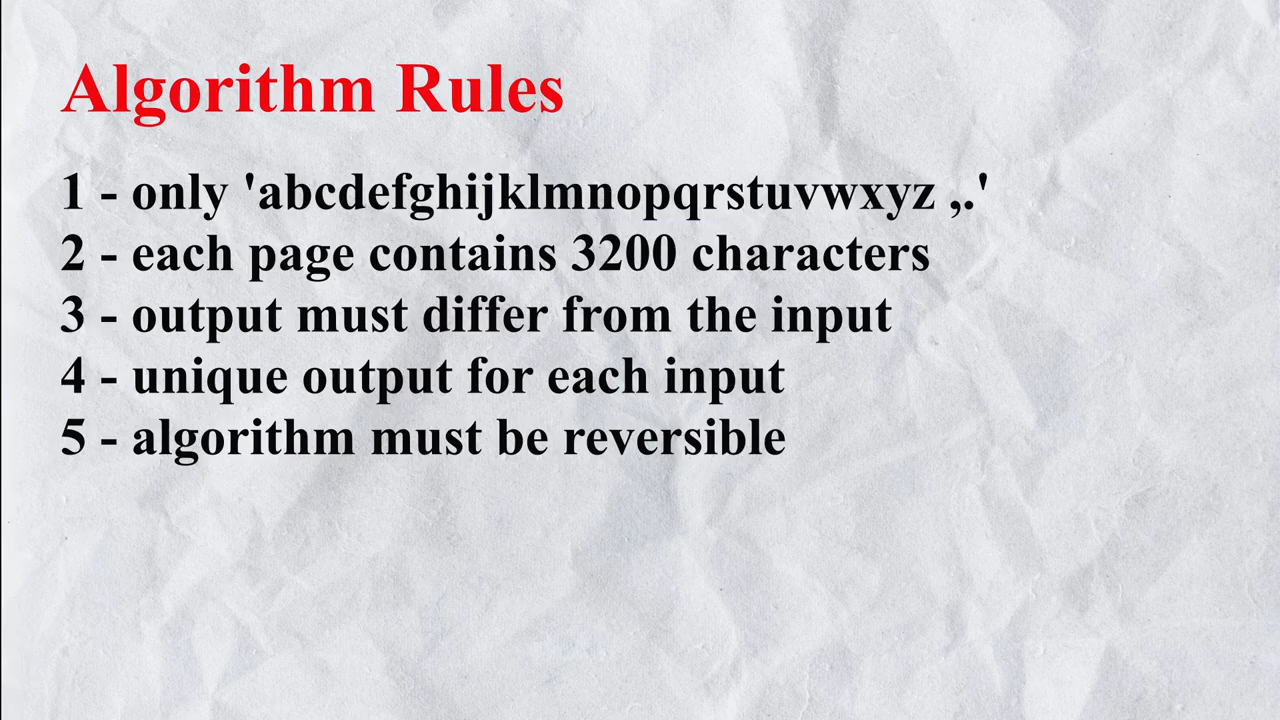 Algorithm Rules
1 - only 'abcdefghijklmnopqrstuvwxyz ,.'
2 - each page contains 3200 characters
3 - output must differ from the input
4 - unique output for each input
5 - algorithm must be reversible